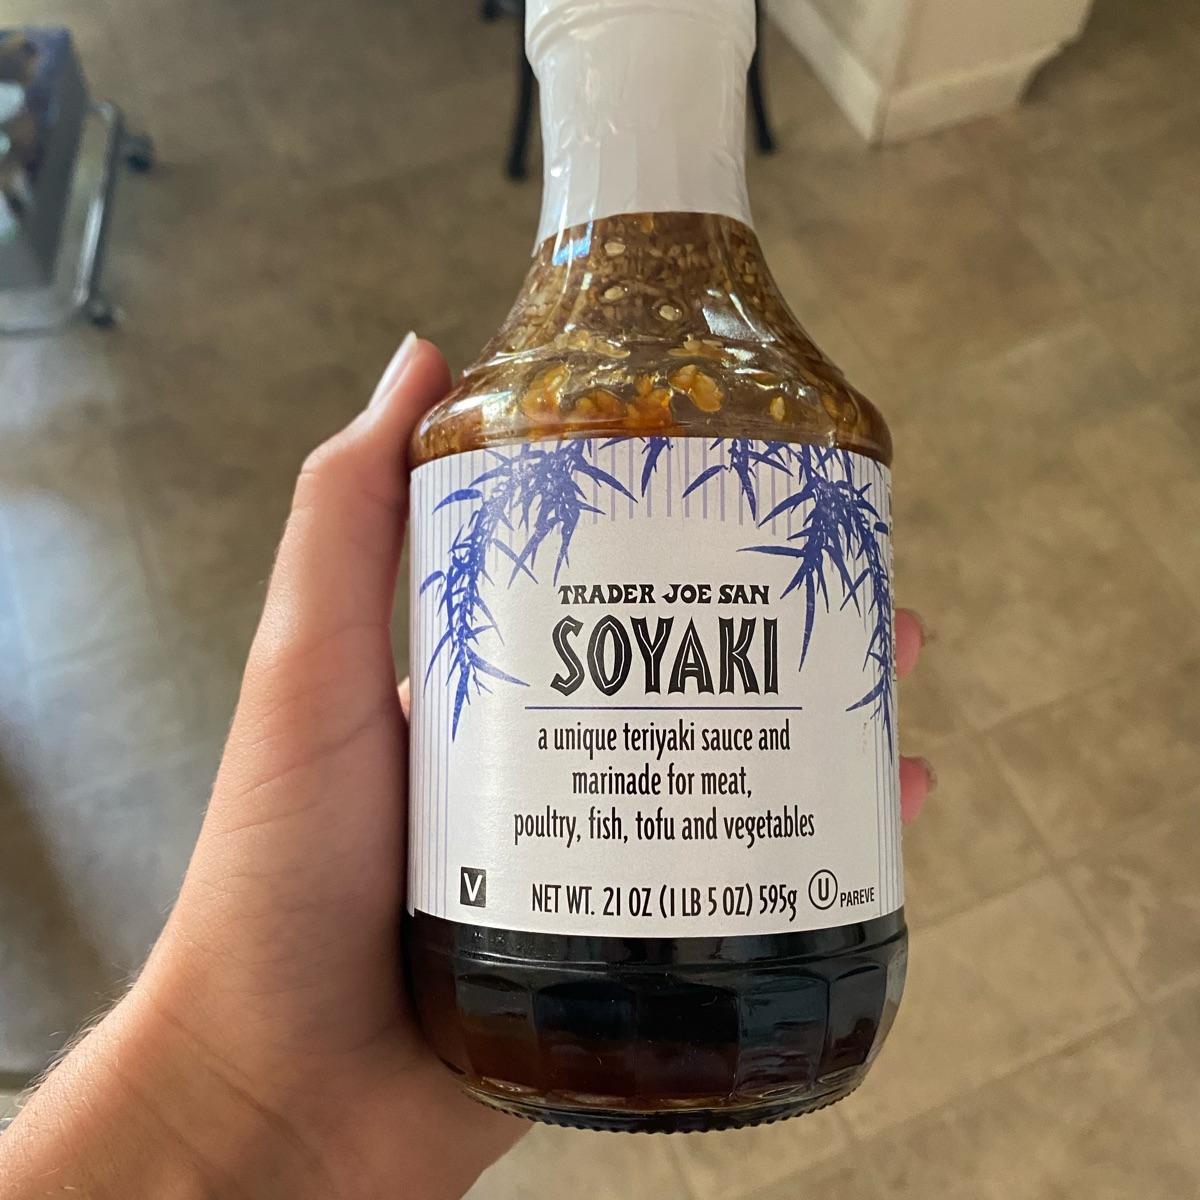 TRADER JOE SAN
SOYAKI
a unique teriyaki sauce and
marinade for meat,
poultry, fish, tofu and vegetables
V
NET WT. 21 OZ (1 LB 5 OZ) 595g
U PAREVE